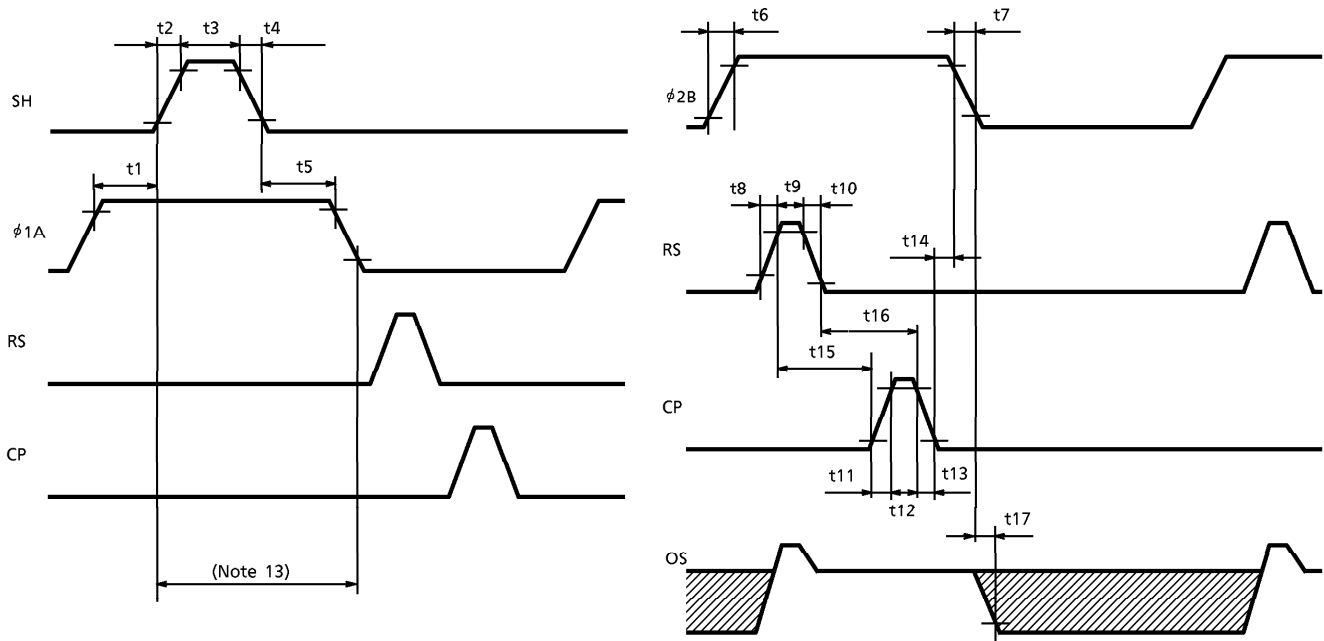 t2 t3 t4
SH
t1
t5
φ1A
RS
CP
(Note 13)
t6
t7
φ2B
t8 t9 t10
RS
t14
t16
t15
CP
t11
t13
t12
t17
OS